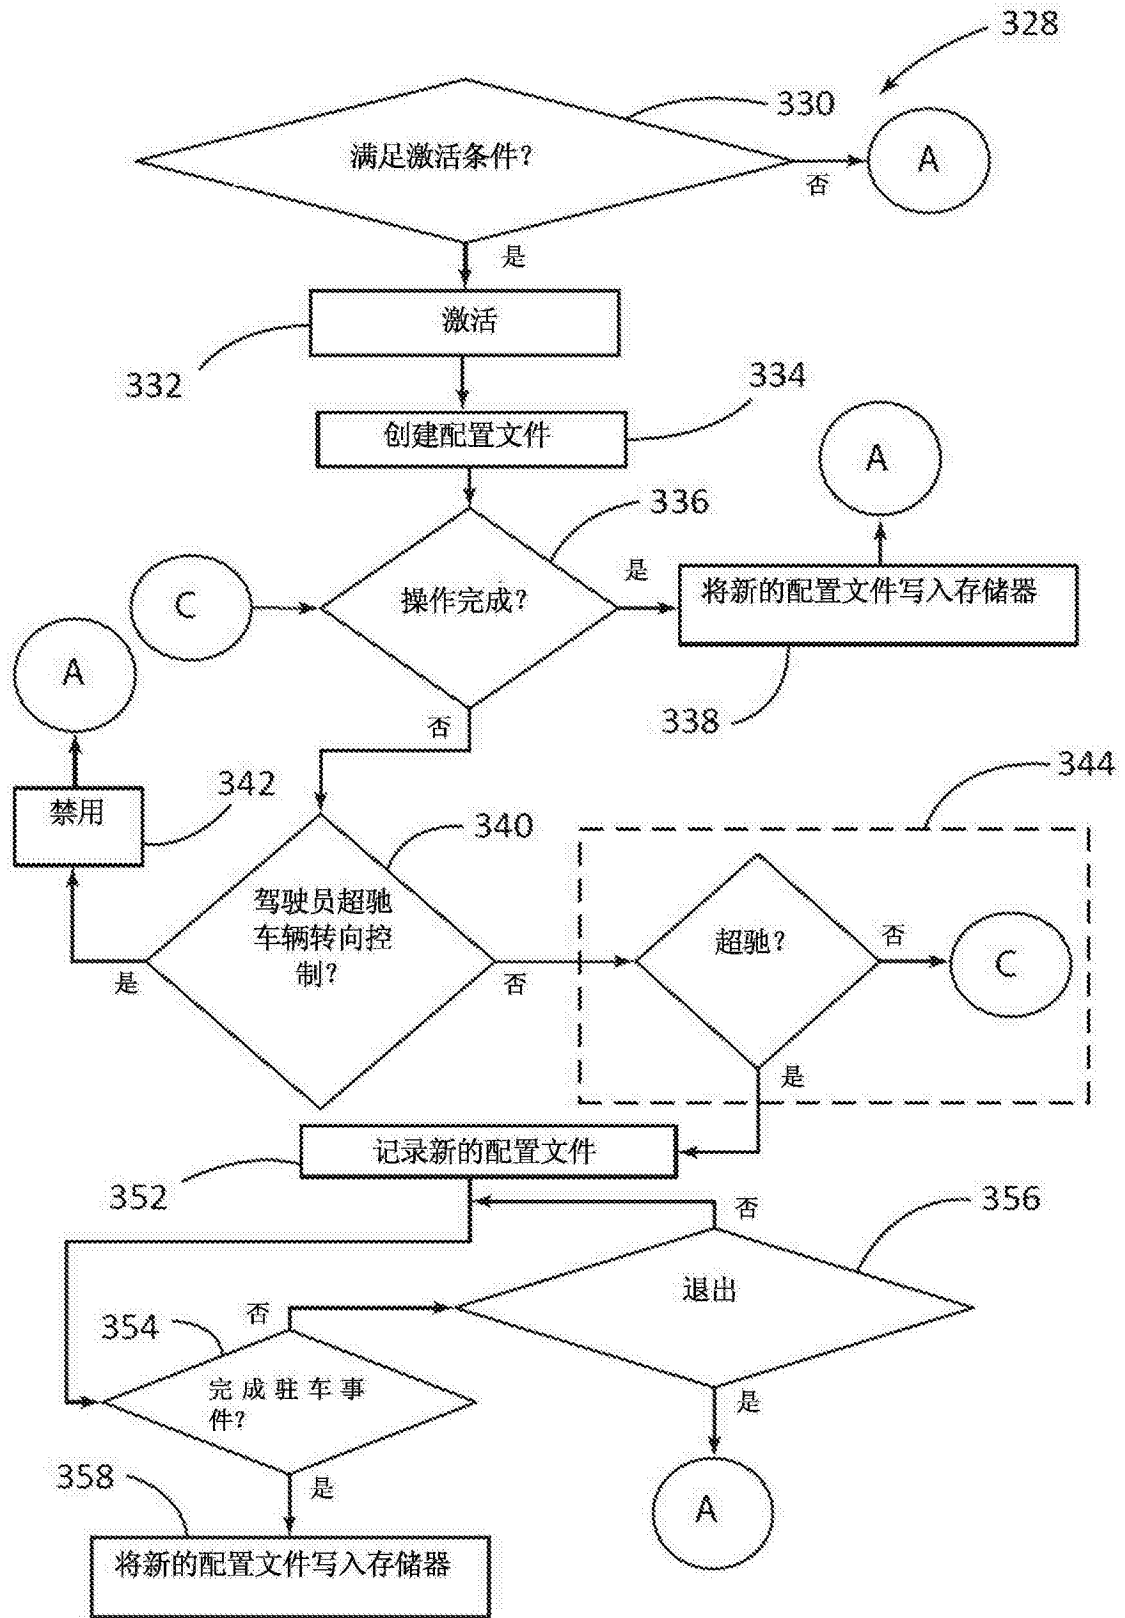 328
330
满足激活条件？
A
否
是
激活
332
334
创建配置文件
A
336
是
C
操作完成？
将新的配置文件写入存储器
A
338
否
344
342
禁用
340
驾驶员超驰
车辆转向控
制？
超驰？
否
C
是
否
是
记录新的配置文件
352
否
356
退出
否
354
完成驻车事
件？
是
358
是
A
将新的配置文件写入存储器